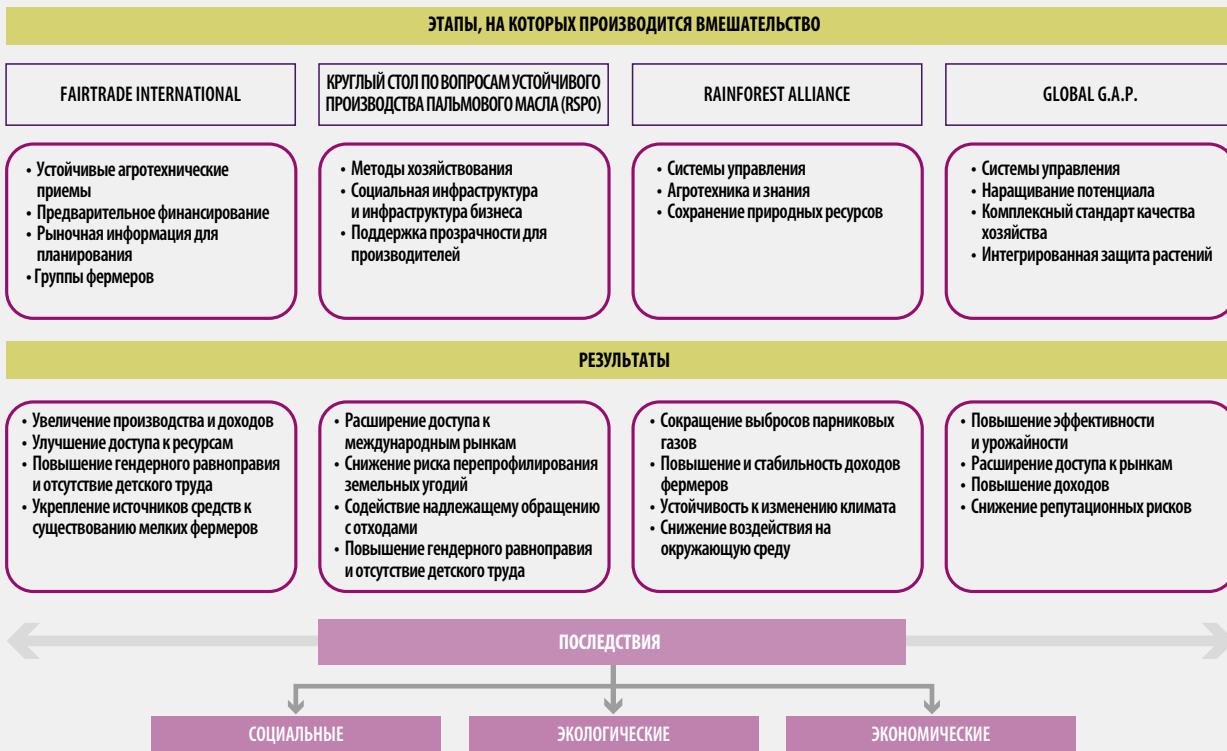 ЭТАПЫ, НА КОТОРЫХ ПРОИЗВОДИТСЯ ВМЕШАТЕЛЬСТВО
FAIRTRADE INTERNATIONAL
КРУГЛЫЙ СТОЛ ПО ВОПРОСАМ УСТОЙЧИВОГО
ПРОИЗВОДСТВА ПАЛЬМОВОГО МАСЛА (RSPO)
RAINFOREST ALLIANCE
GLOBAL G.A.P.
• Устойчивые агротехнические
приемы
• Предварительное финансирование
• Рыночная информация для
планирования
• Группы фермеров
• Методы хозяйствования
• Социальная инфраструктура
и инфраструктура бизнеса
• Поддержка прозрачности для
производителей
• Системы управления
• Агротехника и знания
• Сохранение природных ресурсов
• Системы управления
• Наращивание потенциала
• Комплексный стандарт качества
хозяйства
• Интегрированная защита растений
РЕЗУЛЬТАТЫ
• Увеличение производства и доходов
• Улучшение доступа к ресурсам
• Повышение гендерного равноправия
и отсутствие детского труда
• Укрепление источников средств к
существованию мелких фермеров
• Расширение доступа к
международным рынкам
• Снижение риска перепрофилирования
земельных угодий
• Содействие надлежащему обращению
с отходами
• Повышение гендерного равноправия
и отсутствие детского труда
• Сокращение выбросов парниковых
газов
• Повышение и стабильность доходов
фермеров
• Устойчивость к изменению климата
• Снижение воздействия на
окружающую среду
• Повышение эффективности
и урожайности
• Расширение доступа к рынкам
• Повышение доходов
• Снижение репутационных рисков
ПОСЛЕДСТВИЯ
СОЦИАЛЬНЫЕ
ЭКОЛОГИЧЕСКИЕ
ЭКОНОМИЧЕСКИЕ